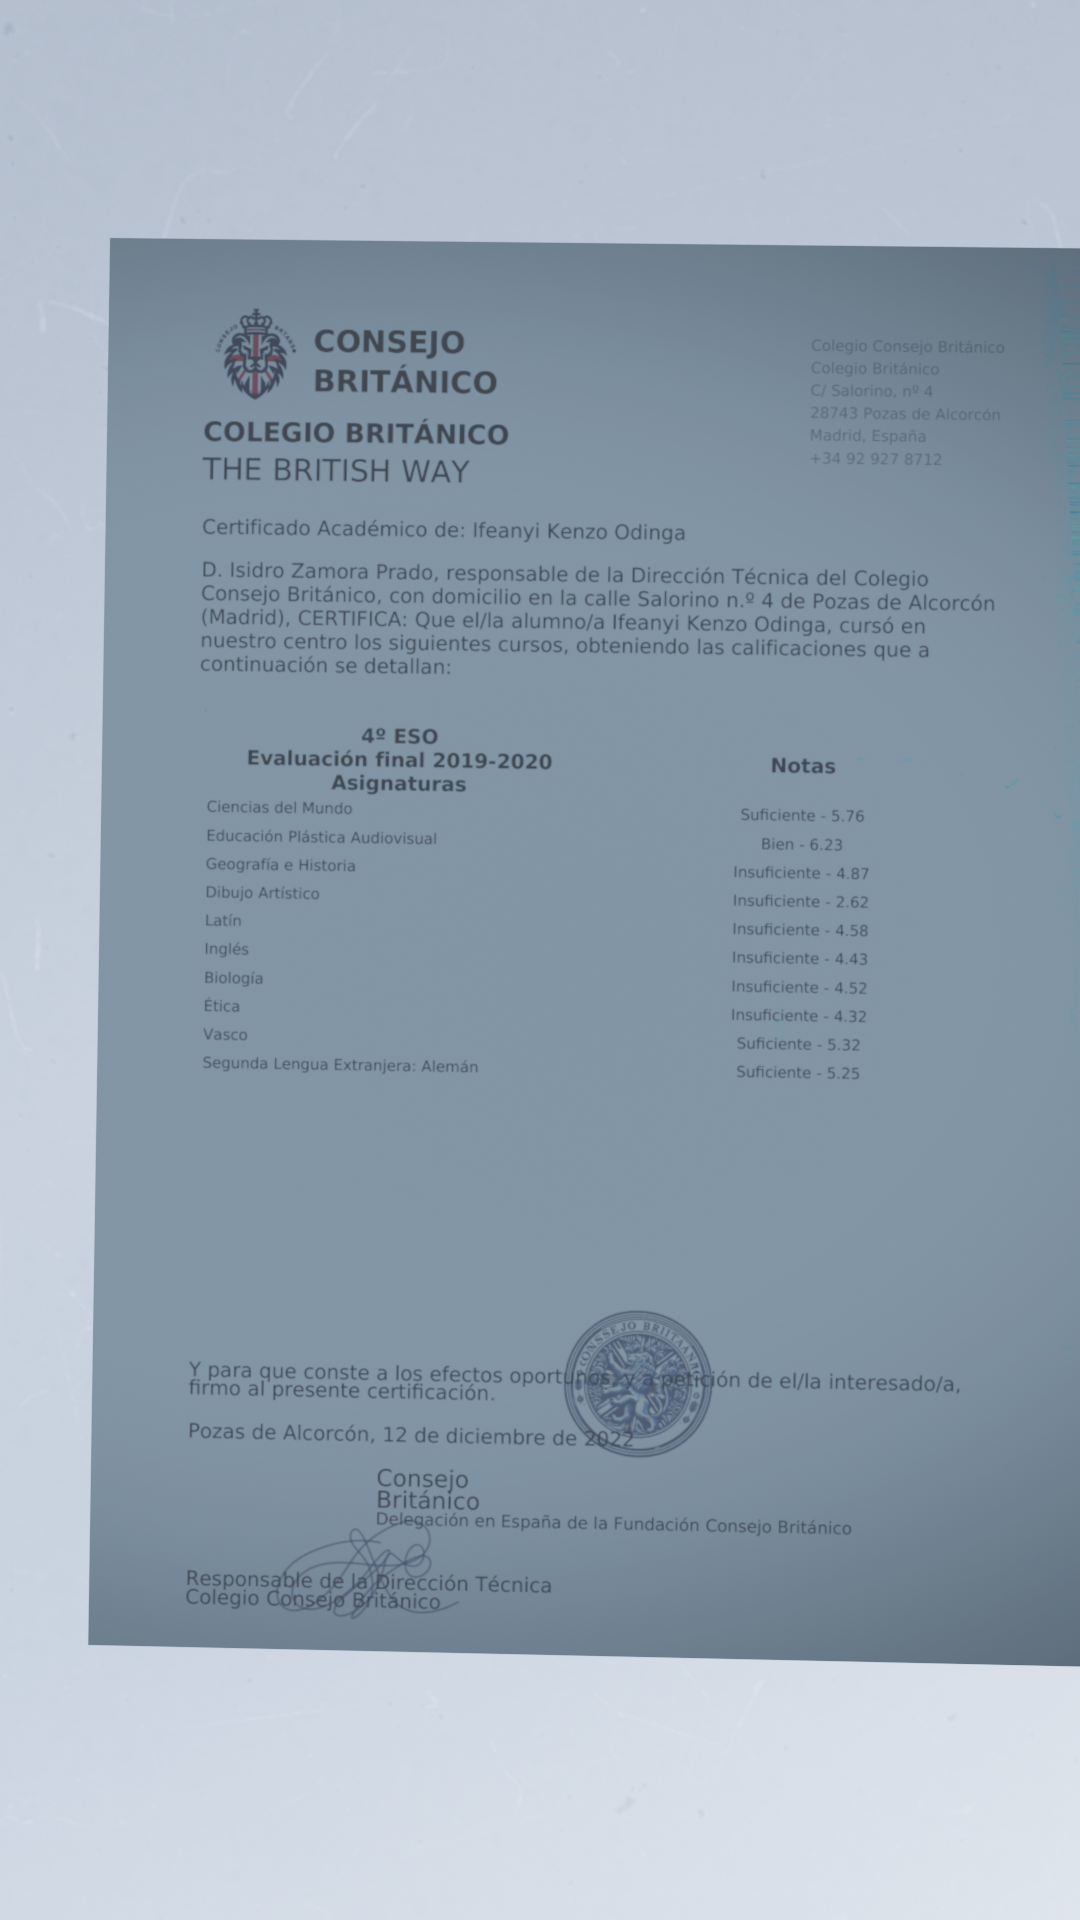 CONSEJO
BRITÁNICO
COLEGIO BRITÁNICO
THE BRITISH WAY
Colegio Consejo Británico
Colegio Británico
C/ Salorino, nº 4
28743 Pozas de Alcorcón
Madrid, España
+34 92 927 8712
Certificado Académico de: Ifeanyi Kenzo Odinga
D. Isidro Zamora Prado, responsable de la Dirección Técnica del Colegio
Consejo Británico, con domicilio en la calle Salorino n.º 4 de Pozas de Alcorcón
(Madrid), CERTIFICA: Que el/la alumno/a Ifeanyi Kenzo Odinga, cursó en
nuestro centro los siguientes cursos, obteniendo las calificaciones que a
continuación se detallan:
4º ESO
Evaluación final 2019-2020
Asignaturas Notas
Ciencias del Mundo Suficiente - 5.76
Educación Plástica Audiovisual Bien - 6.23
Geografía e Historia Insuficiente - 4.87
Dibujo Artístico Insuficiente - 2.62
Latín Insuficiente - 4.58
Inglés Insuficiente - 4.43
Biología Insuficiente - 4.52
Ética Insuficiente - 4.32
Vasco Suficiente - 5.32
Segunda Lengua Extranjera: Alemán Suficiente - 5.25
Y para que conste a los efectos oportunos, y a petición de el/la interesado/a,
firmo al presente certificación.
Pozas de Alcorcón, 12 de diciembre de 2022
Consejo
Británico
Delegación en España de la Fundación Consejo Británico
Responsable de la Dirección Técnica
Colegio Consejo Británico